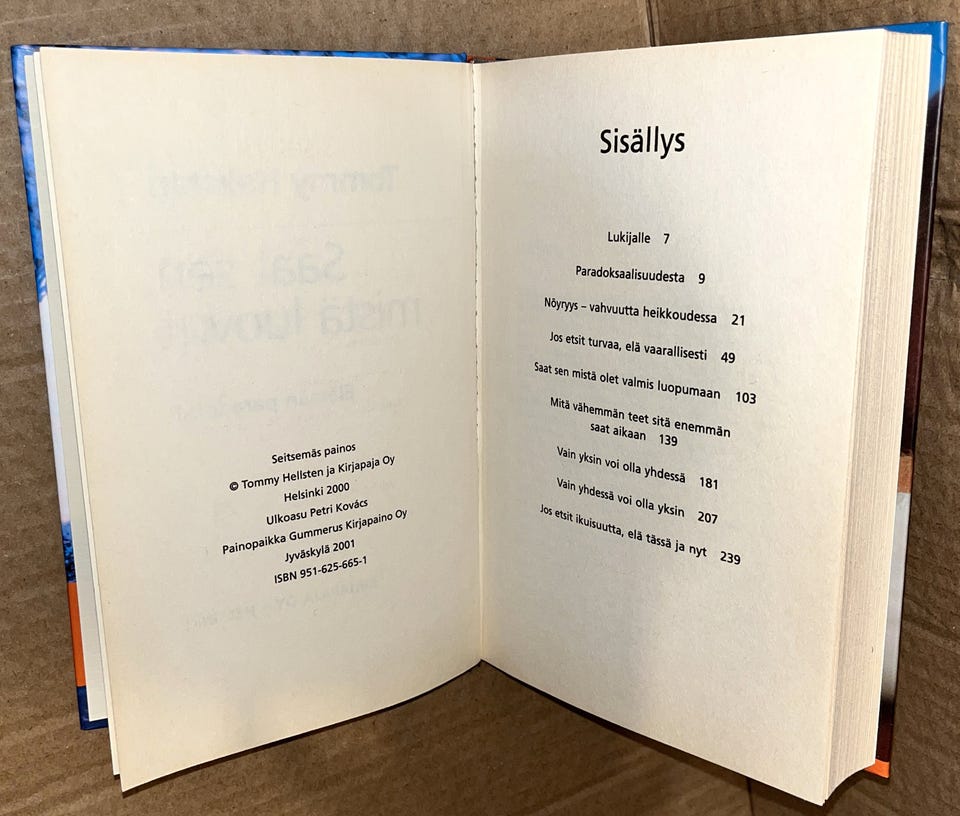 Seitsemäs painos
© Tommy Hellsten ja Kirjapaja Oy
Helsinki 2000
Ulkoasu Petri Kovács
Painopaikka Gummerus Kirjapaino Oy
Jyväskylä 2001
ISBN 951-625-665-1
Sisällys
Lukijalle 7
Paradoksaalisuudesta 9
Nöyryys – vahvuutta heikkoudessa 21
Jos etsit turvaa, elä vaarallisesti 49
Saat sen mistä olet valmis luopumaan 103
Mitä vähemmän teet sitä enemmän
saat aikaan 139
Vain yksin voi olla yhdessä 181
Vain yhdessä voi olla yksin 207
Jos etsit ikuisuutta, elä tässä ja nyt 239